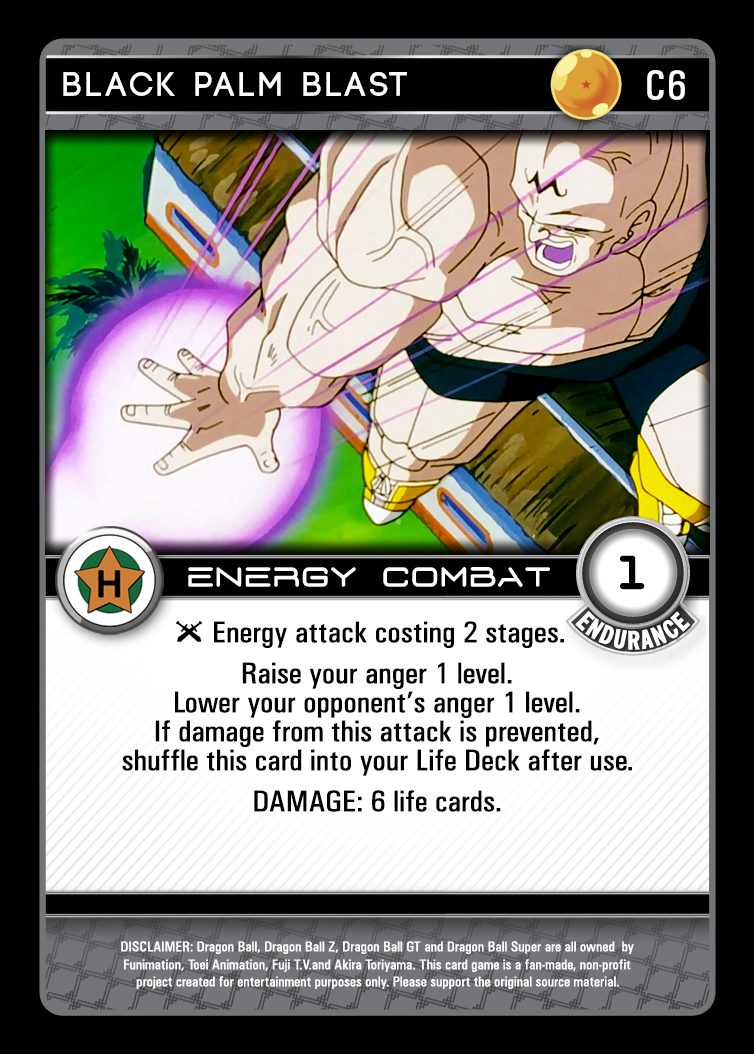 BLACK PALM BLAST
C6
H
ENERGY COMBAT
1
ENDURANCE
Energy attack costing 2 stages.
Raise your anger 1 level.
Lower your opponent's anger 1 level.
If damage from this attack is prevented,
shuffle this card into your Life Deck after use.
DAMAGE: 6 life cards.
DISCLAIMER: Dragon Ball, Dragon Ball Z, Dragon Ball GT and Dragon Ball Super are all owned by
Funimation, Toei Animation, Fuji T.V.and Akira Toriyama. This card game is a fan-made, non-profit
project created for entertainment purposes only. Please support the original source material.